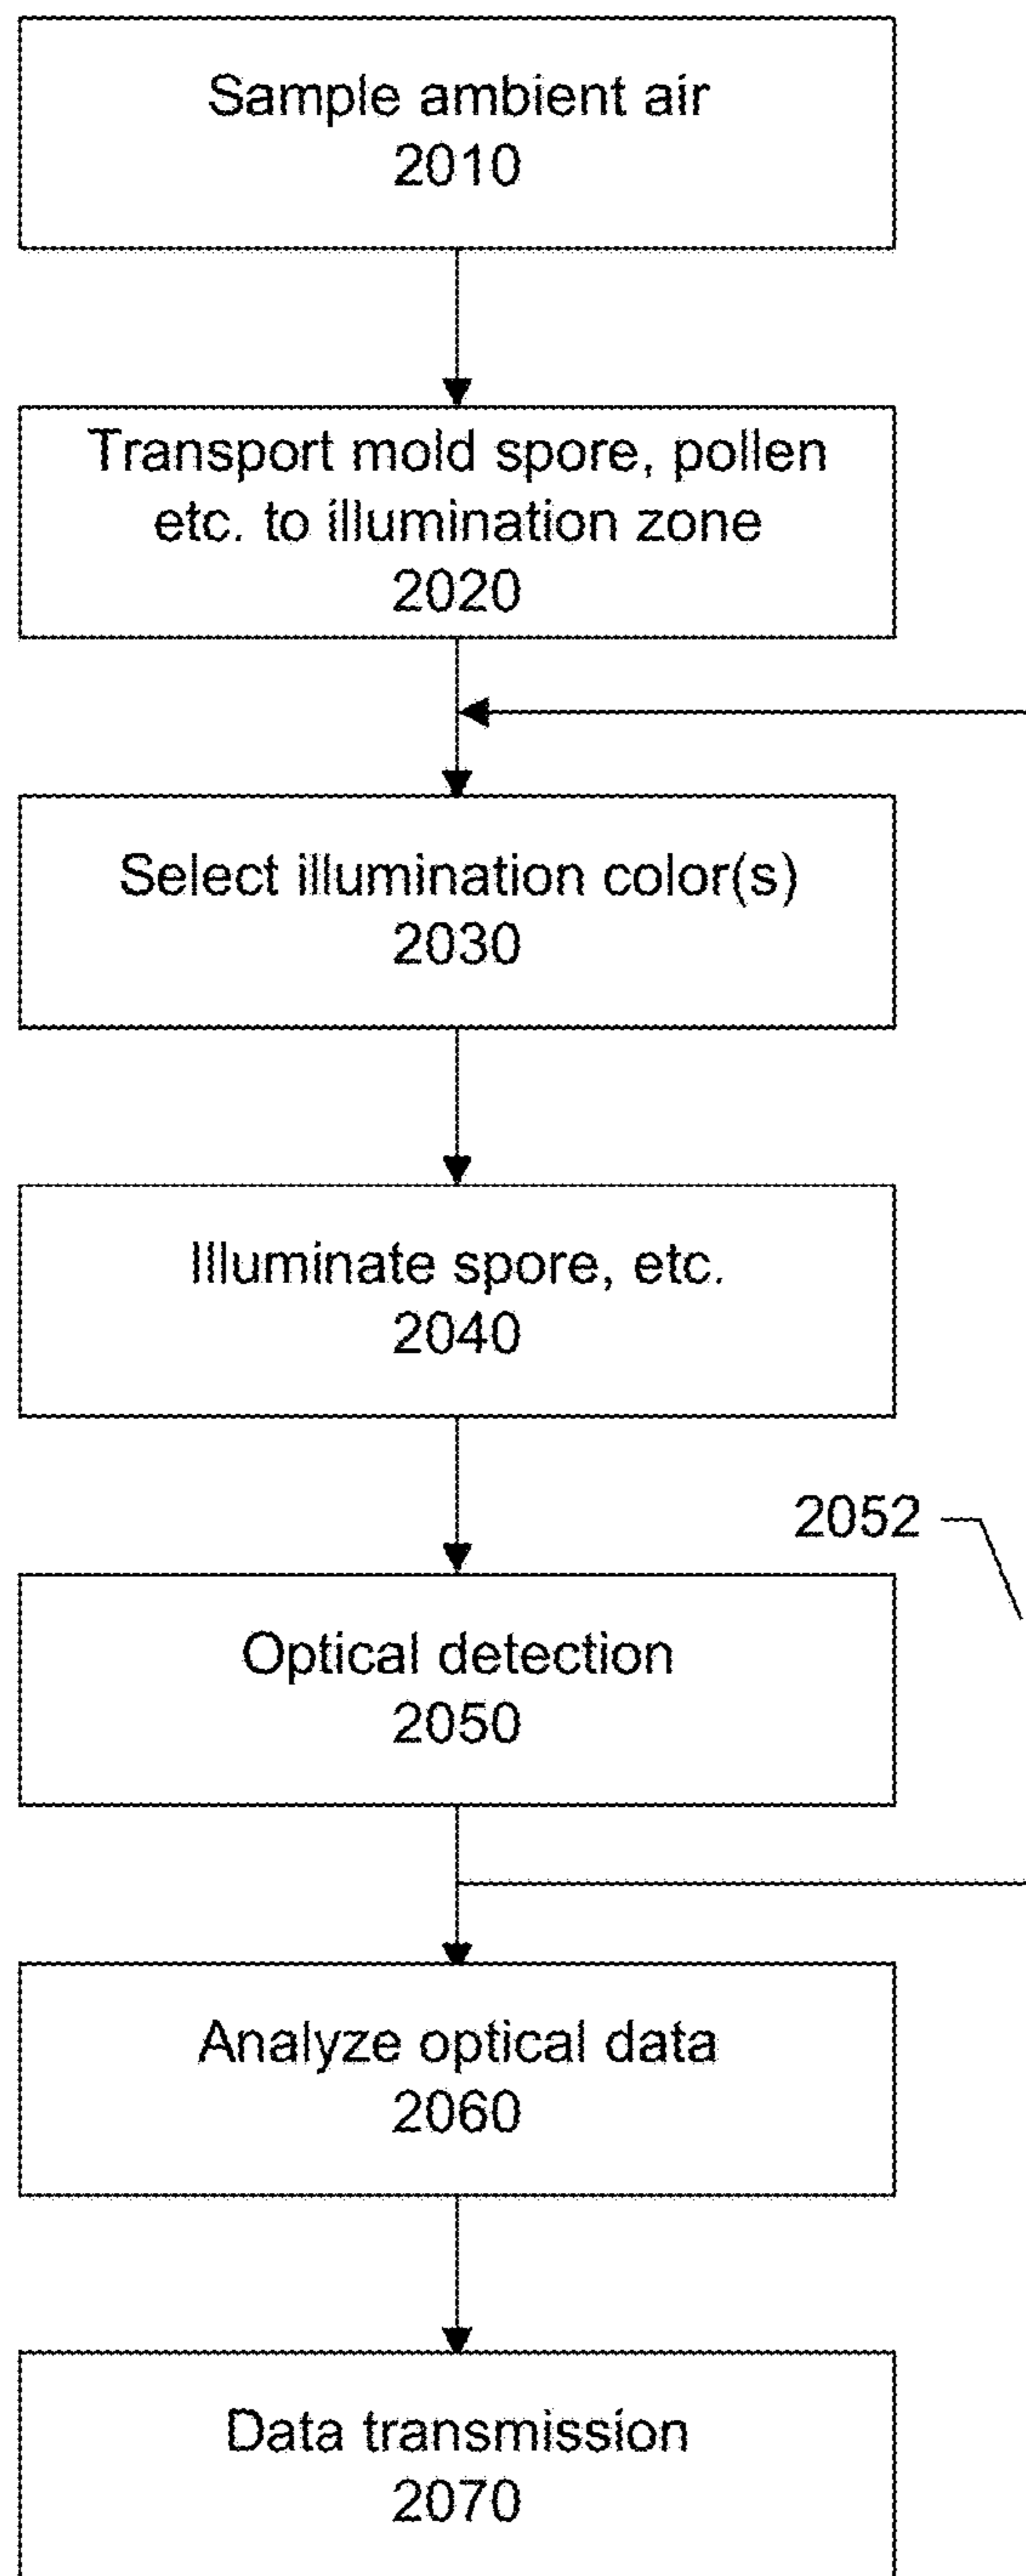 Sample ambient air
2010
Transport mold spore, pollen
etc. to illumination zone
2020
Select illumination color(s)
2030
Illuminate spore, etc.
2040
2052
Optical detection
2050
Analyze optical data
2060
Data transmission
2070